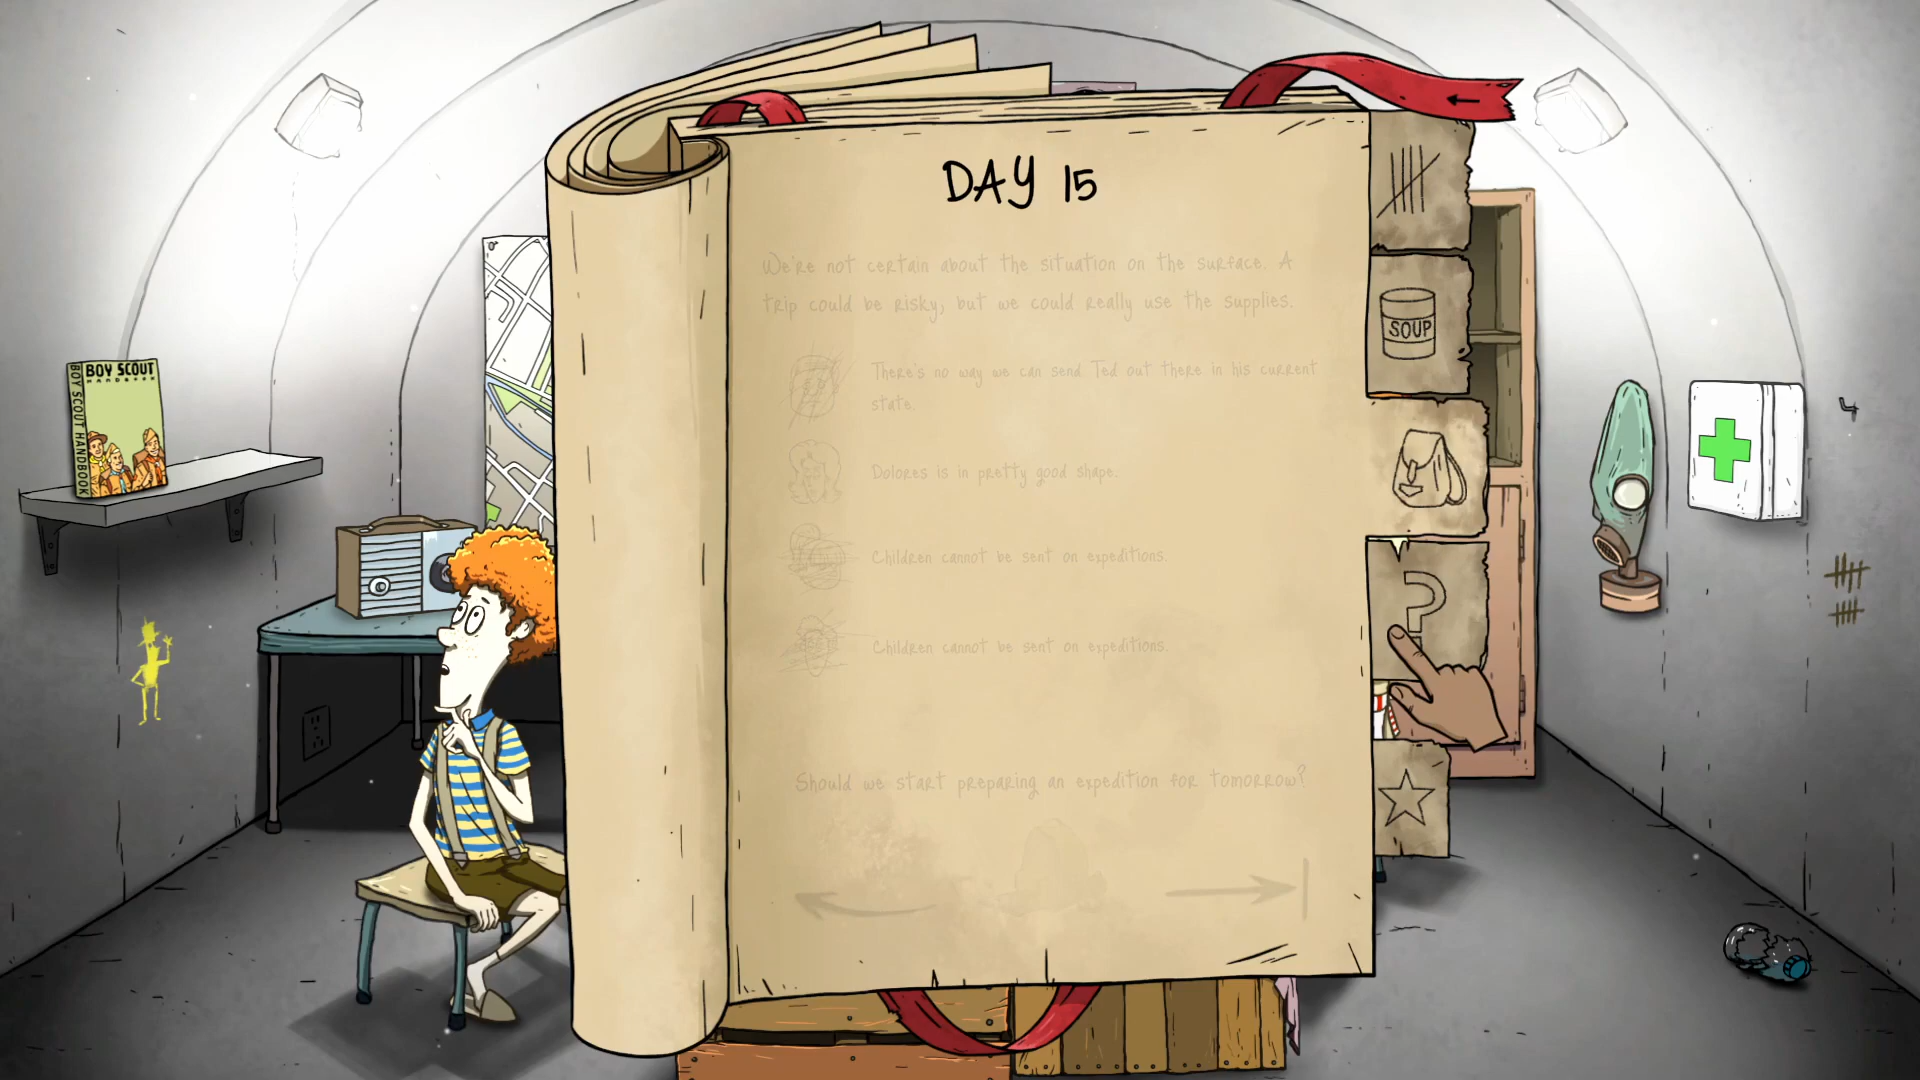 DAY 15
We're not certain about the situation on the surface. A
trip could be risky, but we could really use the supplies.
There's no way we can send Ted out there in his current
state.
Dolores is in pretty good shape.
Children cannot be sent on expeditions.
Children cannot be sent on expeditions.
Should we start preparing an expedition for tomorrow?
SOUP
?
BOY SCOUT
HANDBOOK
BOY SCOUT HANDBOOK